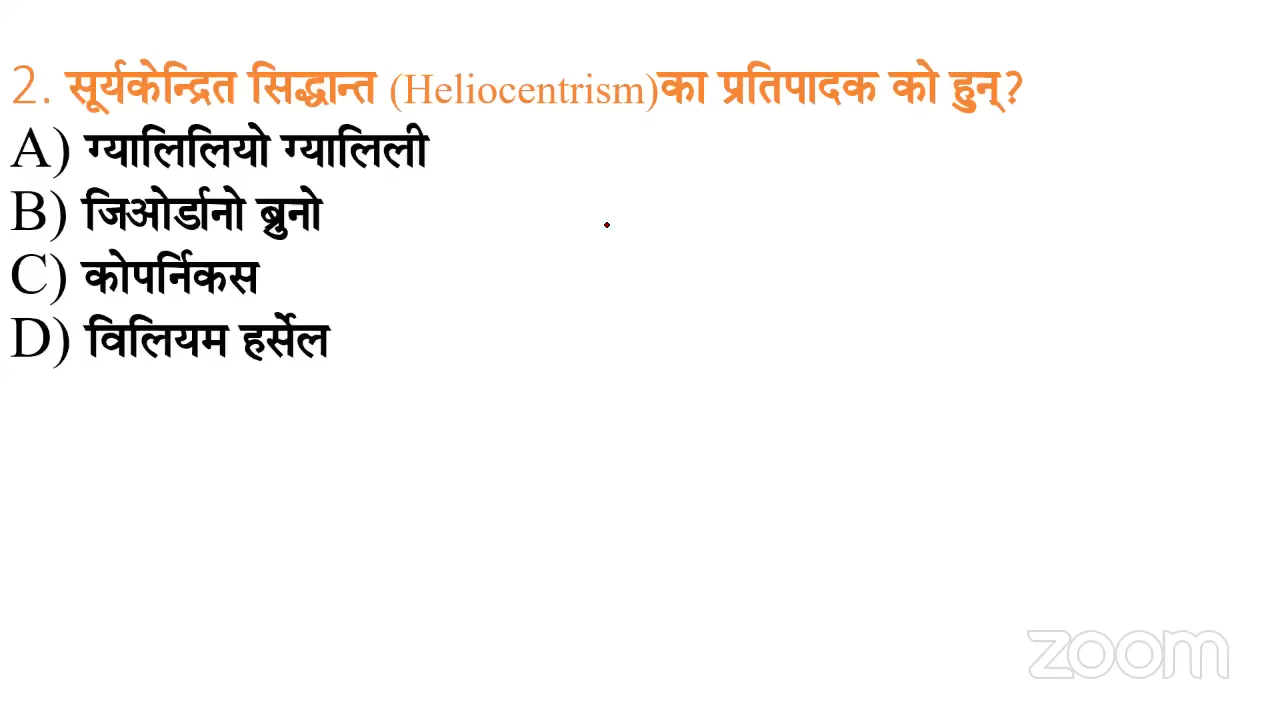 2. सूर्यकेन्द्रित सिद्धान्त (Heliocentrism)का प्रतिपादक को हुन्?
A) ग्यालिलियो ग्यालिली
B) जिओर्डानो ब्रुनो
C) कोपर्निकस
D) विलियम हर्सेल
zoom